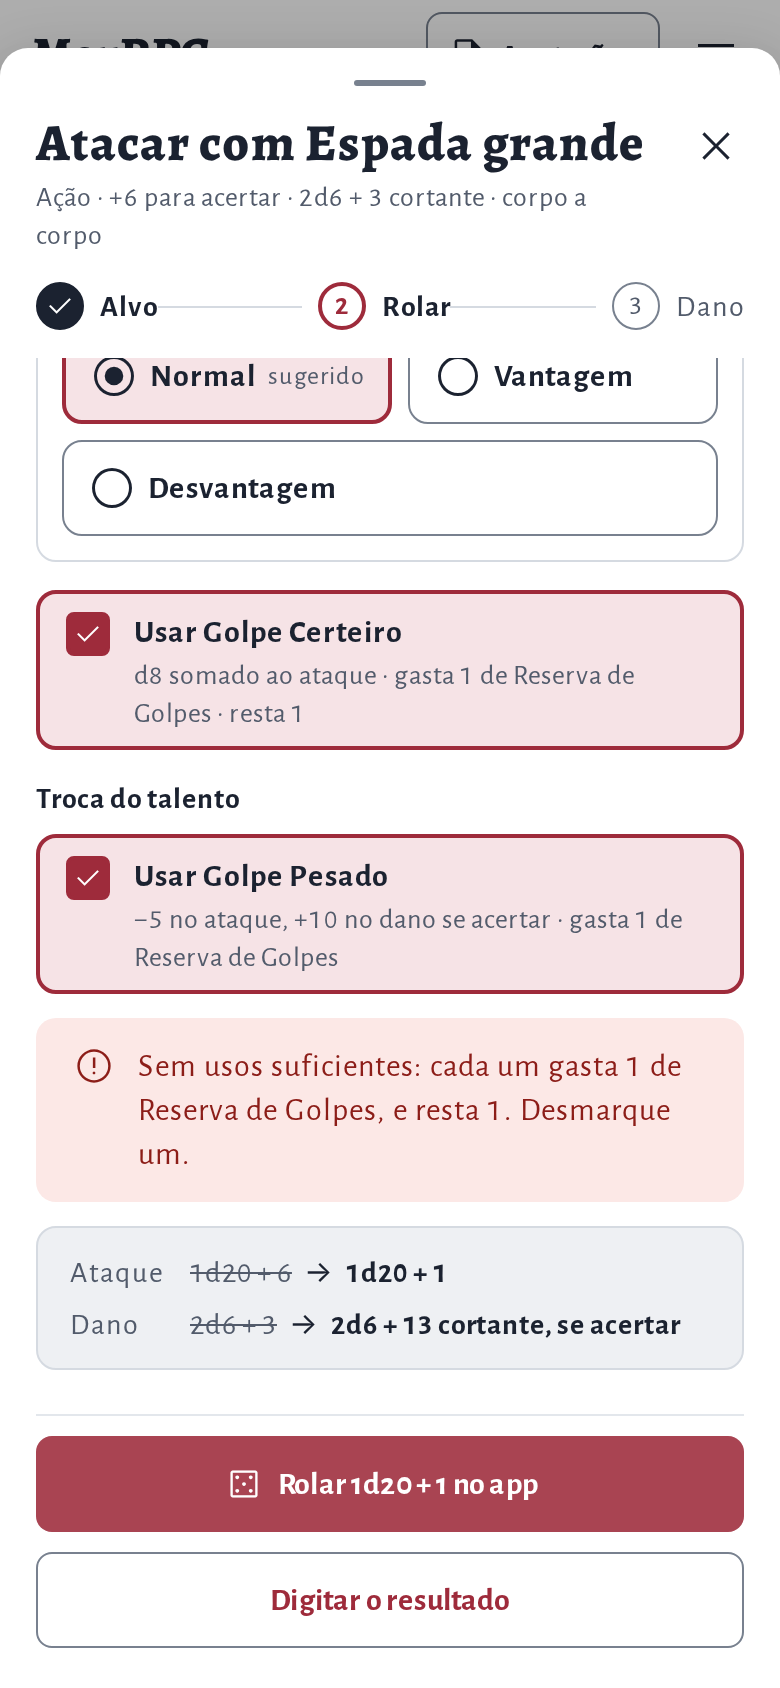 Atacar com Espada grande
Ação · +6 para acertar · 2d6 + 3 cortante · corpo a
corpo
Alvo
2 Rolar
3 Dano
Normal sugerido
Vantagem
Desvantagem
Usar Golpe Certeiro
d8 somado ao ataque · gasta 1 de Reserva de
Golpes · resta 1
Troca do talento
Usar Golpe Pesado
−5 no ataque, +10 no dano se acertar · gasta 1 de
Reserva de Golpes
Sem usos suficientes: cada um gasta 1 de
Reserva de Golpes, e resta 1. Desmarque
um.
Ataque 1d20 + 6 → 1d20 + 1
Dano 2d6 + 3 → 2d6 + 13 cortante, se acertar
Rolar 1d20 + 1 no app
Digitar o resultado